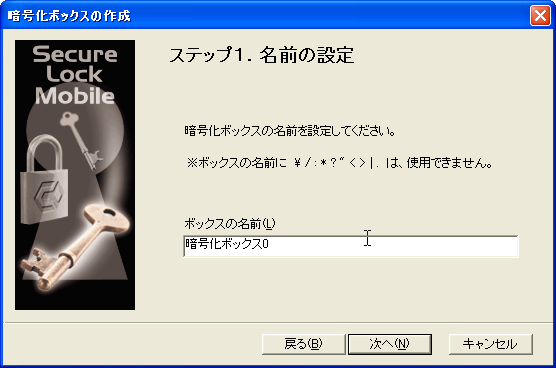 暗号化ボックスの作成
Secure
Lock
Mobile
ステップ1. 名前の設定
暗号化ボックスの名前を設定してください。
※ボックスの名前に ¥ / : * ? " < > | . は、使用できません。
ボックスの名前(L)
暗号化ボックス0
戻る(B)
次へ(N)
キャンセル